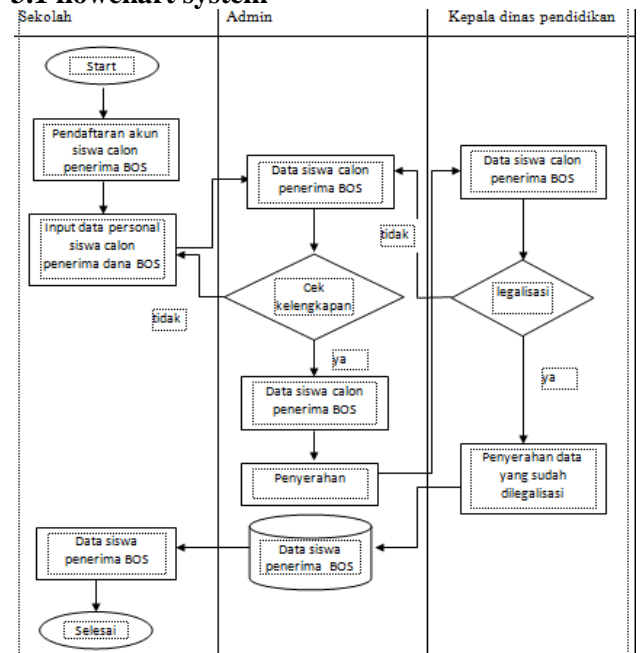 3.1 flowchart system
Sekolah
Admin
Kepala dinas pendidikan
Start
Pendaftaran akun
siswa calon
penerima BOS
Input data personal
siswa calon
penerima dana BOS
tidak
Data siswa calon
penerima BOS
Cek
kelengkapan
ya
Data siswa calon
penerima BOS
Penyerahan
Data siswa calon
penerima BOS
tidak
legalisasi
ya
Penyerahan data
yang sudah
dilegalisasi
Data siswa
penerima BOS
Data siswa
penerima BOS
Selesai